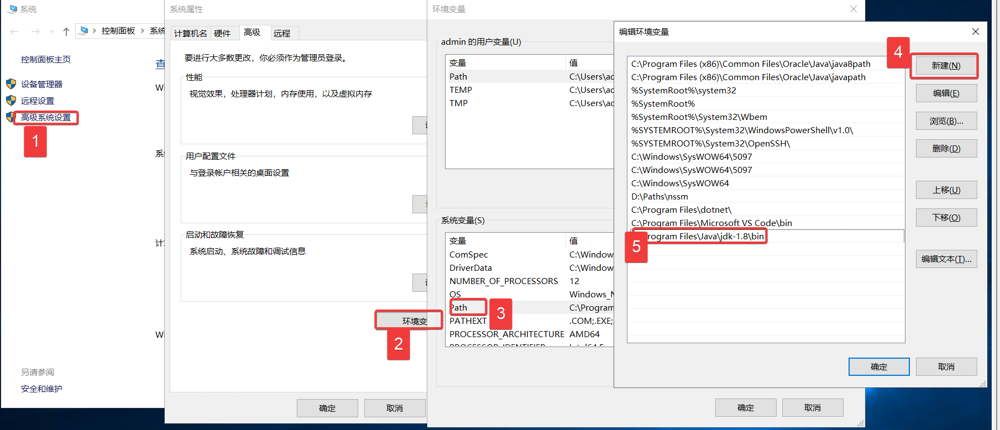 系统
控制面板 › 系统
控制面板主页
设备管理器
远程设置
高级系统设置
1
查
Wi
系统
计
Wi
另请参阅
安全和维护
系统属性
计算机名 硬件 高级 远程
要进行大多数更改，你必须作为管理员登录。
性能
视觉效果，处理器计划，内存使用，以及虚拟内存
用户配置文件
与登录帐户相关的桌面设置
启动和故障恢复
系统启动、系统故障和调试信息
环境变
2
确定 取消
环境变量
admin 的用户变量(U)
变量 值
Path C:\Users\ad
TEMP C:\Users\ad
TMP C:\Users\ad
系统变量(S)
变量 值
ComSpec C:\Window
DriverData C:\Window
NUMBER_OF_PROCESSORS 12
OS Windows_N
Path C:\Program
3
PATHEXT .COM;.EXE;
PROCESSOR_ARCHITECTURE AMD64
PROCESSOR_IDENTIFIER
确定 取消
编辑环境变量
C:\Program Files (x86)\Common Files\Oracle\Java\java8path
C:\Program Files (x86)\Common Files\Oracle\Java\javapath
%SystemRoot%\system32
%SystemRoot%
%SystemRoot%\System32\Wbem
%SYSTEMROOT%\System32\WindowsPowerShell\v1.0\
%SYSTEMROOT%\System32\OpenSSH\
C:\Windows\SysWOW64\5097
C:\Windows\SysWOW64\5097
C:\Windows\SysWOW64
D:\Paths\nssm
C:\Program Files\dotnet\
C:\Program Files\Microsoft VS Code\bin
rogram Files\Java\jdk-1.8\bin
5
4
新建(N)
编辑(E)
浏览(B)...
删除(D)
上移(U)
下移(O)
编辑文本(T)...
确定 取消